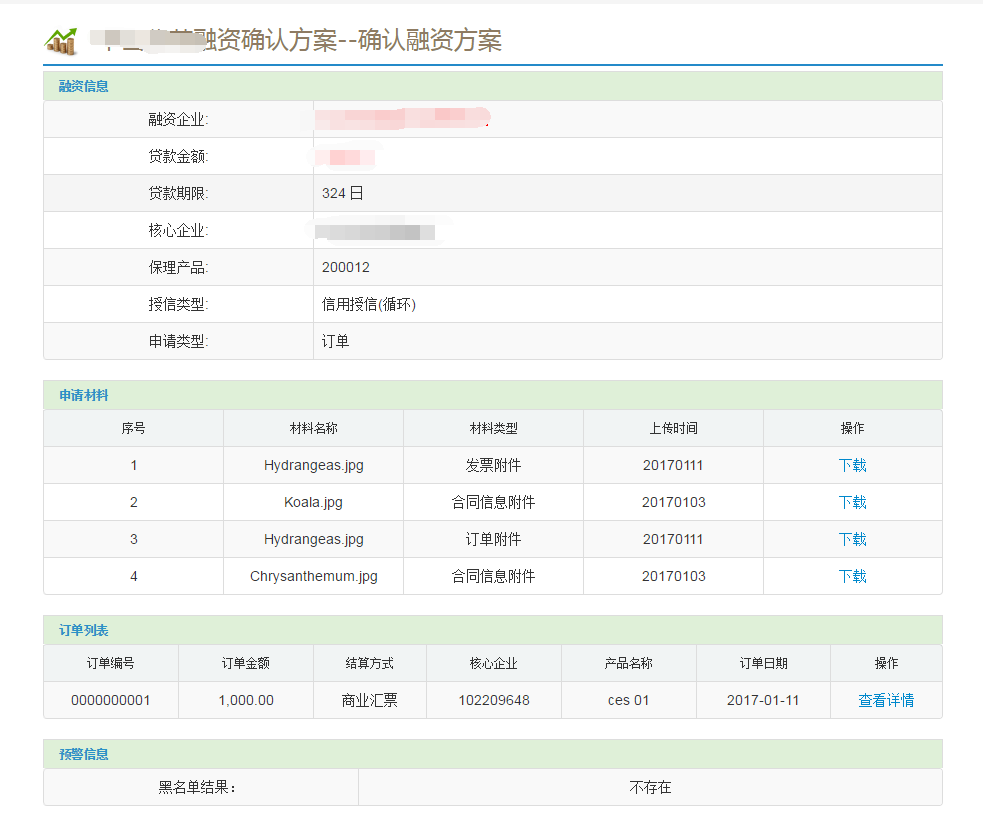 融资确认方案--确认融资方案
融资信息
融资企业:
贷款金额:
贷款期限: 324 日
核心企业:
保理产品: 200012
授信类型: 信用授信(循环)
申请类型: 订单
申请材料
序号 材料名称 材料类型 上传时间 操作
1 Hydrangeas.jpg 发票附件 20170111 下载
2 Koala.jpg 合同信息附件 20170103 下载
3 Hydrangeas.jpg 订单附件 20170111 下载
4 Chrysanthemum.jpg 合同信息附件 20170103 下载
订单列表
订单编号 订单金额 结算方式 核心企业 产品名称 订单日期 操作
0000000001 1,000.00 商业汇票 102209648 ces 01 2017-01-11 查看详情
预警信息
黑名单结果： 不存在